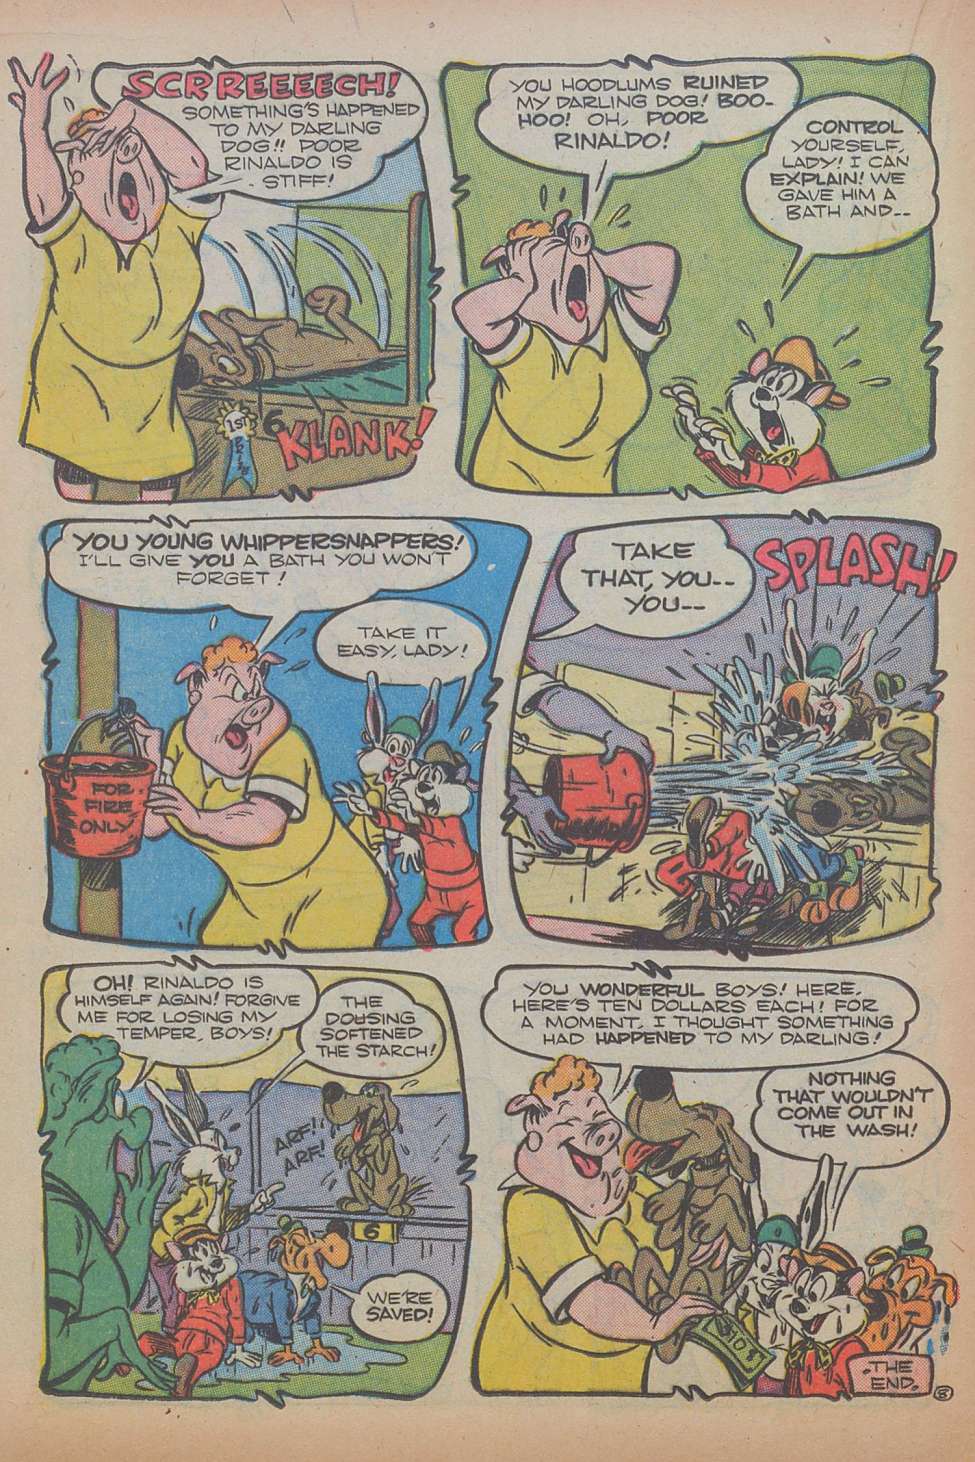 SCRREEEEECH!
SOMETHING'S HAPPENED
TO MY DARLING
DOG!! POOR
RINALDO IS
STIFF!
1ST
PRIZE
6
KLANK!
YOU HOODLUMS RUINED
MY DARLING DOG! BOO-
HOO! OH, POOR
RINALDO!
CONTROL
YOURSELF,
LADY! I CAN
EXPLAIN! WE
GAVE HIM A
BATH AND--
YOU YOUNG WHIPPERSNAPPERS!
I'LL GIVE YOU A BATH YOU WON'T
FORGET!
TAKE IT
EASY, LADY!
FOR
FIRE
ONLY
TAKE
THAT, YOU--
YOU--
SPLASH!
OH! RINALDO IS
HIMSELF AGAIN! FORGIVE
ME FOR LOSING MY
TEMPER, BOYS!
THE
DOUSING
SOFTENED
THE STARCH!
ARF!
ARF!
6
WE'RE
SAVED!
YOU WONDERFUL BOYS! HERE,
HERE'S TEN DOLLARS EACH! FOR
A MOMENT, I THOUGHT SOMETHING
HAD HAPPENED TO MY DARLING!
NOTHING
THAT WOULDN'T
COME OUT IN
THE WASH!
$10
THE
END.
8